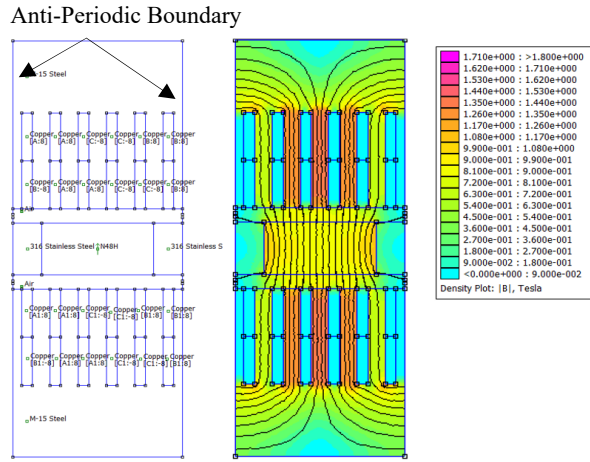 Anti-Periodic Boundary
M-15 Steel
Copper Copper Copper Copper Copper Copper
[A:8] [A:8] [C:-8] [C:-8] [B:8] [B:8]
Copper Copper Copper Copper Copper Copper
[B:-8] [A:8] [A:8] [C:-8] [C:-8] [B:8]
Air
316 Stainless Steel N48H 316 Stainless S
Air
Copper Copper Copper Copper Copper Copper
[A1:8] [A1:8] [C1:-8] [C1:-8] [B1:8] [B1:8]
Copper Copper Copper Copper Copper Copper
[B1:-8] [A1:8] [A1:8] [C1:-8] [C1:-8] [B1:8]
M-15 Steel
1.710e+000 : >1.800e+000
1.620e+000 : 1.710e+000
1.530e+000 : 1.620e+000
1.440e+000 : 1.530e+000
1.350e+000 : 1.440e+000
1.260e+000 : 1.350e+000
1.170e+000 : 1.260e+000
1.080e+000 : 1.170e+000
9.900e-001 : 1.080e+000
9.000e-001 : 9.900e-001
8.100e-001 : 9.000e-001
7.200e-001 : 8.100e-001
6.300e-001 : 7.200e-001
5.400e-001 : 6.300e-001
4.500e-001 : 5.400e-001
3.600e-001 : 4.500e-001
2.700e-001 : 3.600e-001
1.800e-001 : 2.700e-001
9.000e-002 : 1.800e-001
<0.000e+000 : 9.000e-002
Density Plot: |B|, Tesla